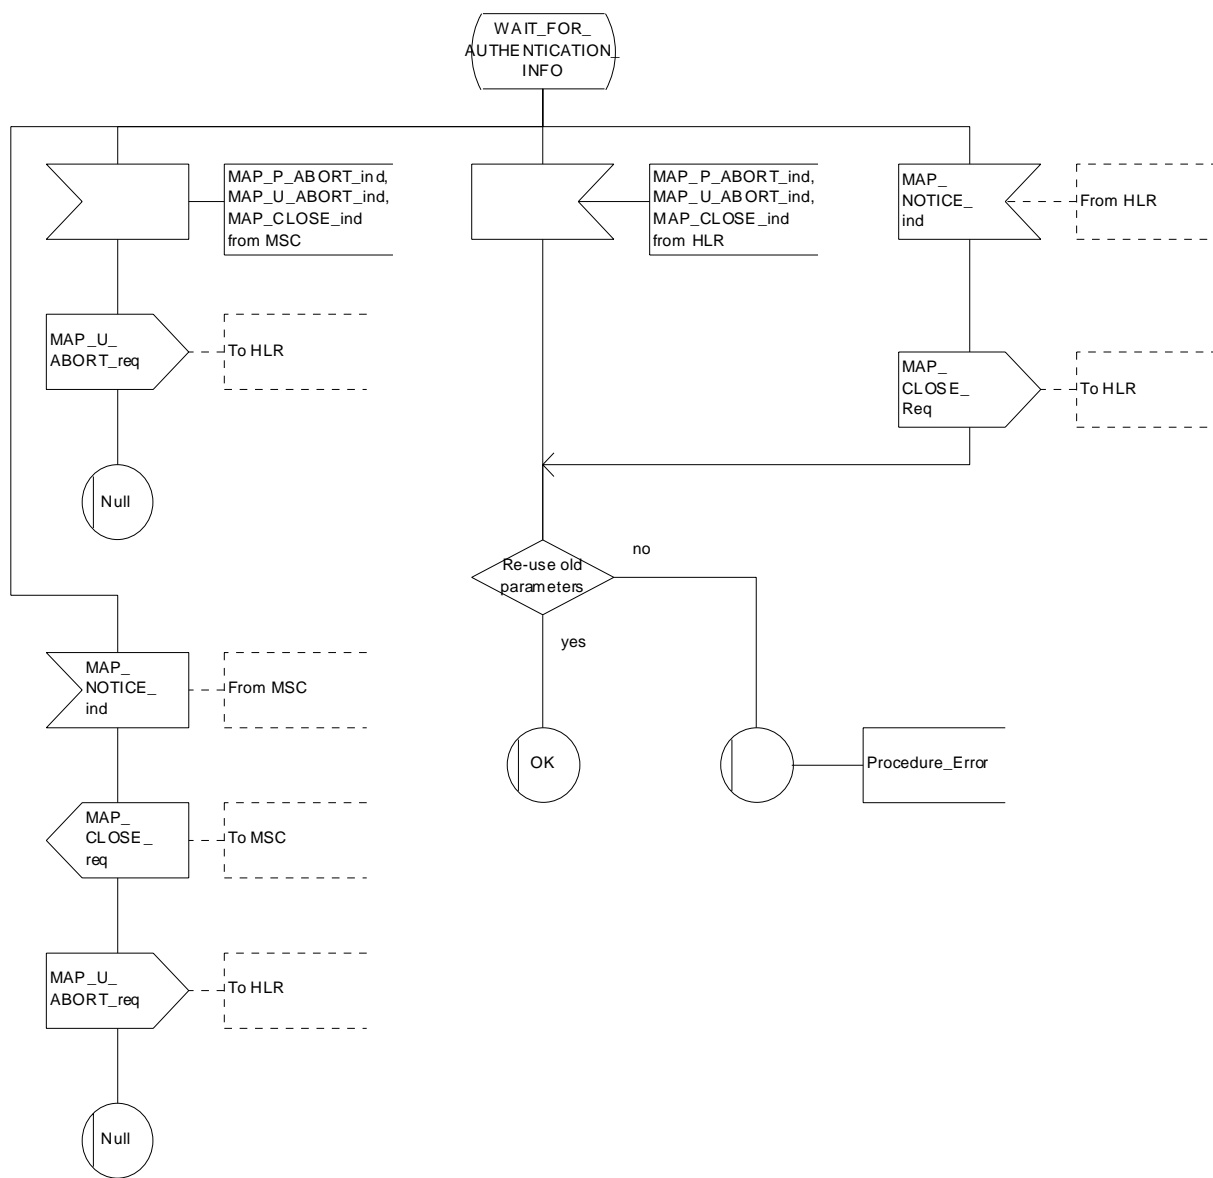 WAIT_FOR_
AUTHENTICATION_
INFO
MAP_P_ABORT_ind,
MAP_U_ABORT_ind,
MAP_CLOSE_ind
from MSC
MAP_P_ABORT_ind,
MAP_U_ABORT_ind,
MAP_CLOSE_ind
from HLR
MAP_
NOTICE_
ind
From HLR
MAP_U_
ABORT_req
To HLR
MAP_
CLOSE_
Req
To HLR
Null
Re-use old
parameters
no
yes
MAP_
NOTICE_
ind
From MSC
OK
Procedure_Error
MAP_
CLOSE_
req
To MSC
MAP_U_
ABORT_req
To HLR
Null